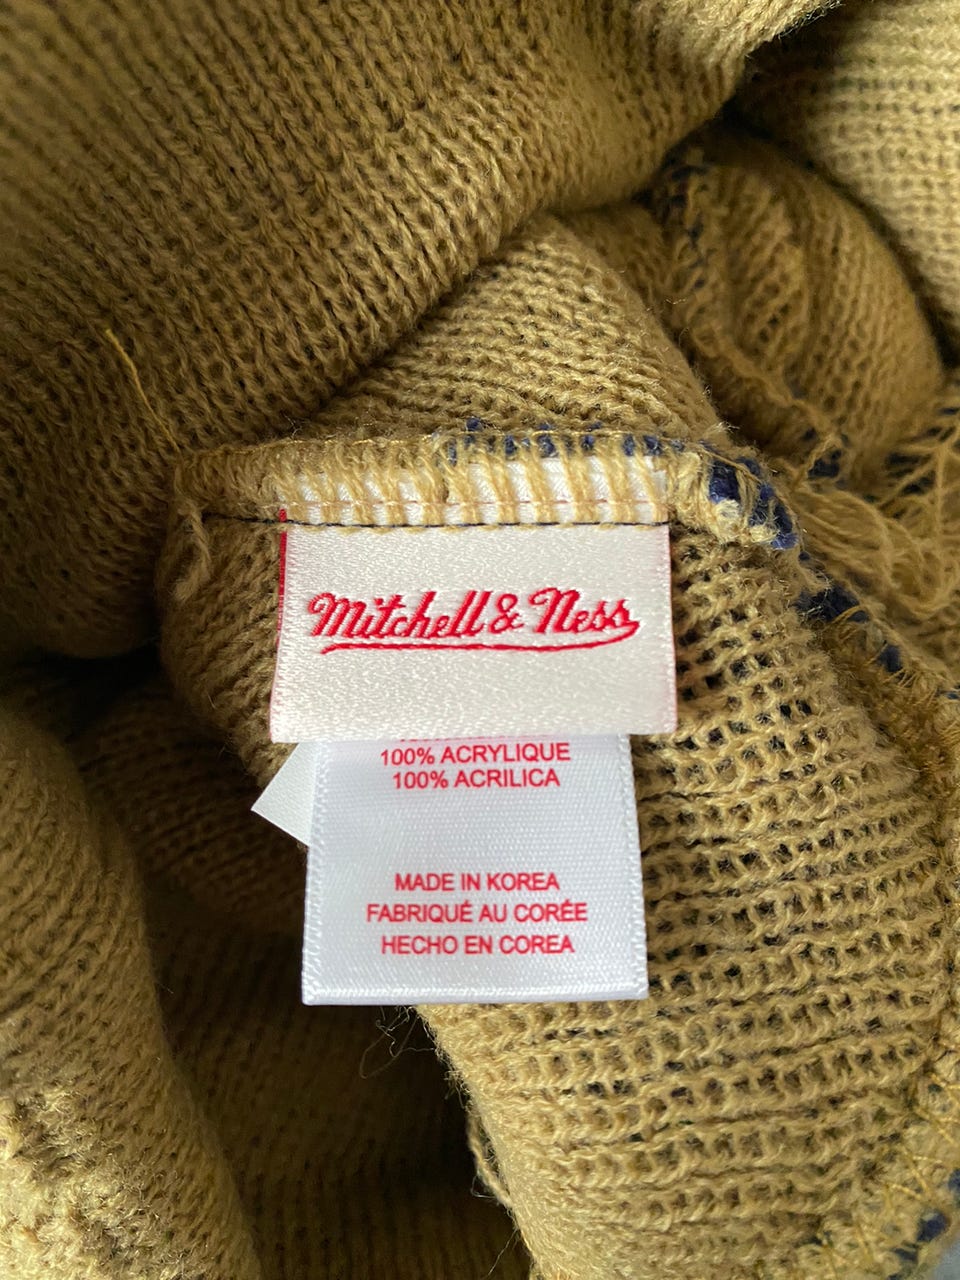 Mitchell & Ness
100% ACRYLIQUE
100% ACRILICA
MADE IN KOREA
FABRIQUÉ AU CORÉE
HECHO EN COREA